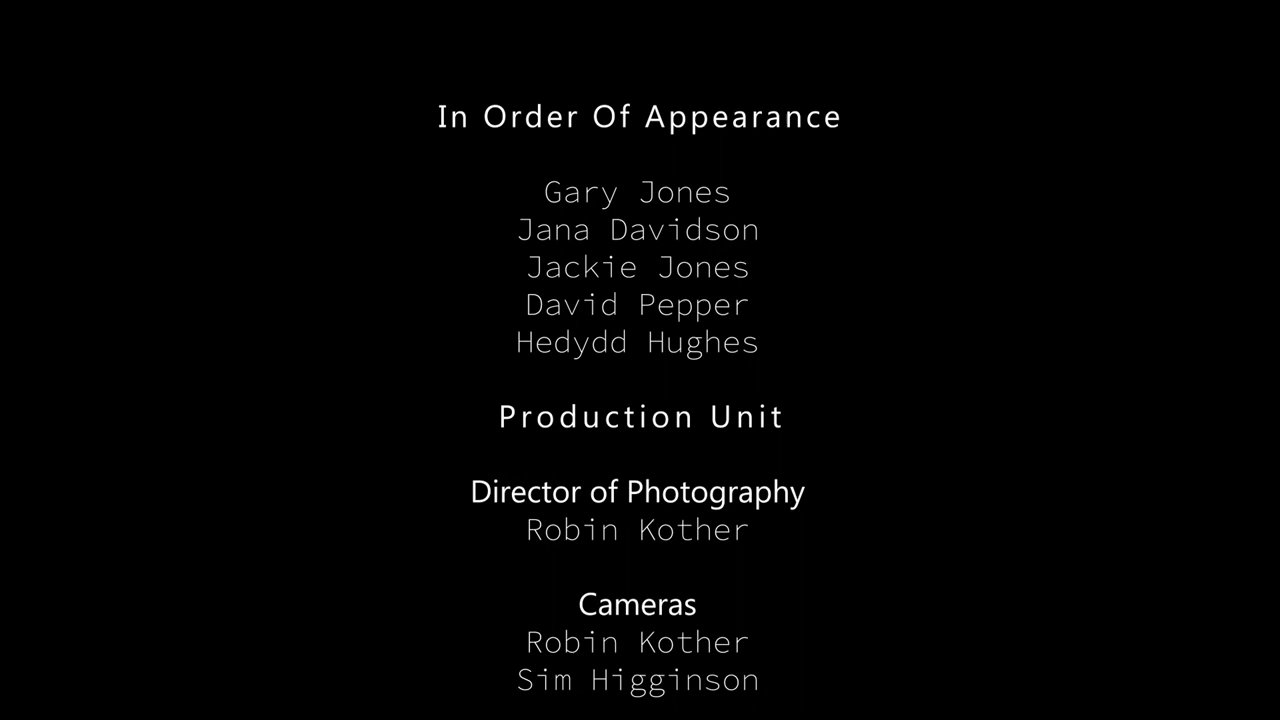 In Order Of Appearance
Gary Jones
Jana Davidson
Jackie Jones
David Pepper
Hedydd Hughes
Production Unit
Director of Photography
Robin Kother
Cameras
Robin Kother
Sim Higginson